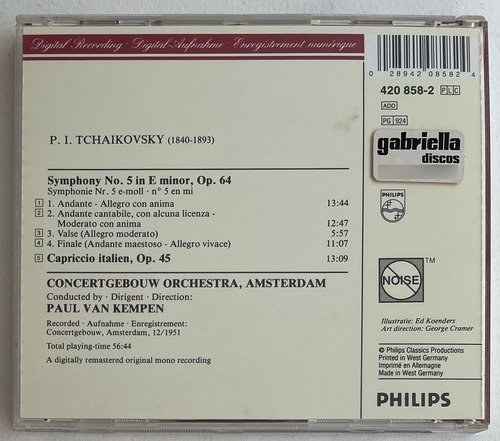 Digital Recording · Digital-Aufnahme · Enregistrement numérique
P. I. TCHAIKOVSKY (1840-1893)
Symphony No. 5 in E minor, Op. 64
Symphonie Nr. 5 e-moll · n° 5 en mi
1 1. Andante - Allegro con anima 13:44
2 2. Andante cantabile, con alcuna licenza -
Moderato con anima 12:47
3 3. Valse (Allegro moderato) 5:57
4 4. Finale (Andante maestoso - Allegro vivace) 11:07
5 Capriccio italien, Op. 45 13:09
CONCERTGEBOUW ORCHESTRA, AMSTERDAM
Conducted by · Dirigent · Direction:
PAUL VAN KEMPEN
Recorded · Aufnahme · Enregistrement:
Concertgebouw, Amsterdam, 12/1951
Total playing-time 56:44
A digitally remastered original mono recording
0 28942 08582 4
420 858-2 PLC
ADD
PG 924
gabriella
discos
PHILIPS
NOISE TM
Illustratie: Ed Koenders
Art direction: George Cramer
© Philips Classics Productions
Printed in West Germany
Imprimé en Allemagne
Made in West Germany
PHILIPS